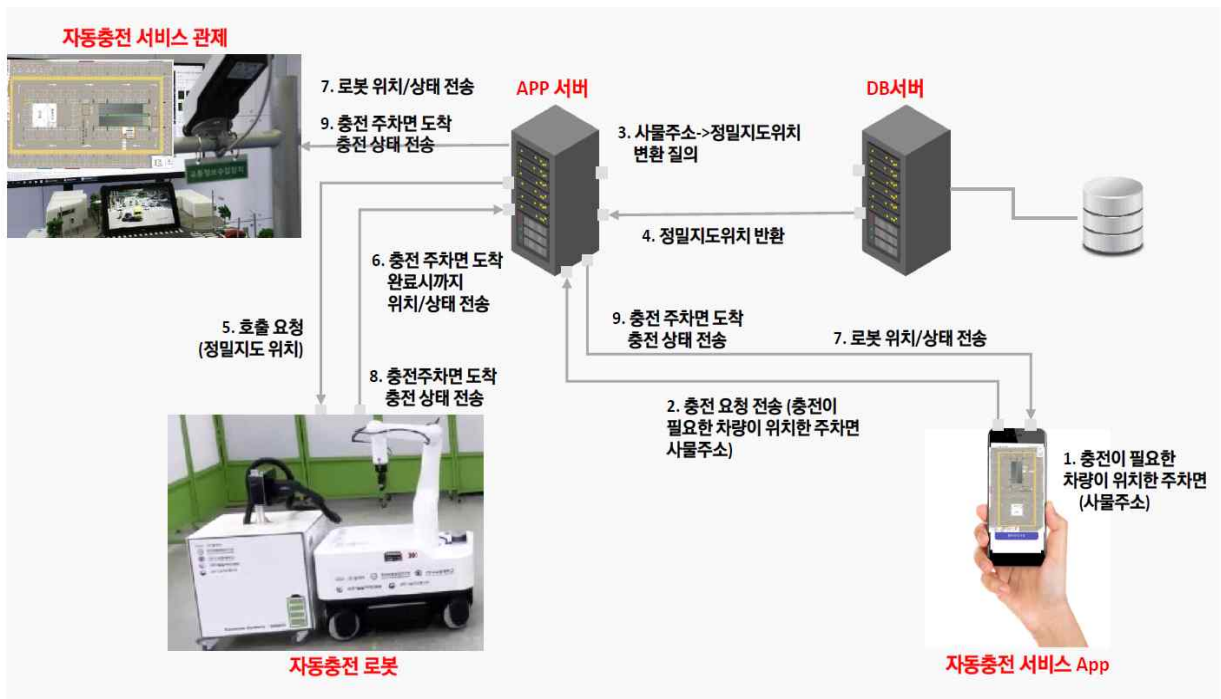 자동충전 서비스 관제
7. 로봇 위치/상태 전송
9. 충전 주차면 도착
충전 상태 전송
APP 서버
DB서버
3. 사물주소->정밀지도위치
변환 질의
4. 정밀지도위치 반환
6. 충전 주차면 도착
완료시까지
위치/상태 전송
5. 호출 요청
(정밀지도 위치)
8. 충전주차면 도착
충전 상태 전송
9. 충전 주차면 도착
충전 상태 전송
7. 로봇 위치/상태 전송
2. 충전 요청 전송 (충전이
필요한 차량이 위치한 주차면
사물주소)
1. 충전이 필요한
차량이 위치한 주차면
(사물주소)
자동충전 로봇
자동충전 서비스 App